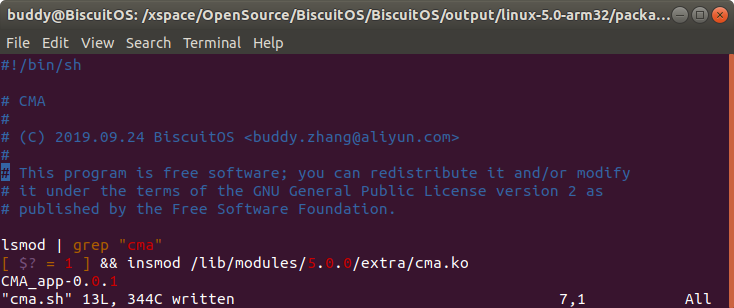 buddy@BiscuitOS: /xspace/OpenSource/BiscuitOS/BiscuitOS/output/linux-5.0-arm32/packa...
File Edit View Search Terminal Help
#!/bin/sh
# CMA
#
# (C) 2019.09.24 BiscuitOS <buddy.zhang@aliyun.com>
#
# This program is free software; you can redistribute it and/or modify
# it under the terms of the GNU General Public License version 2 as
# published by the Free Software Foundation.
lsmod | grep "cma"
[ $? = 1 ] && insmod /lib/modules/5.0.0/extra/cma.ko
CMA_app-0.0.1
"cma.sh" 13L, 344C written 7,1 All